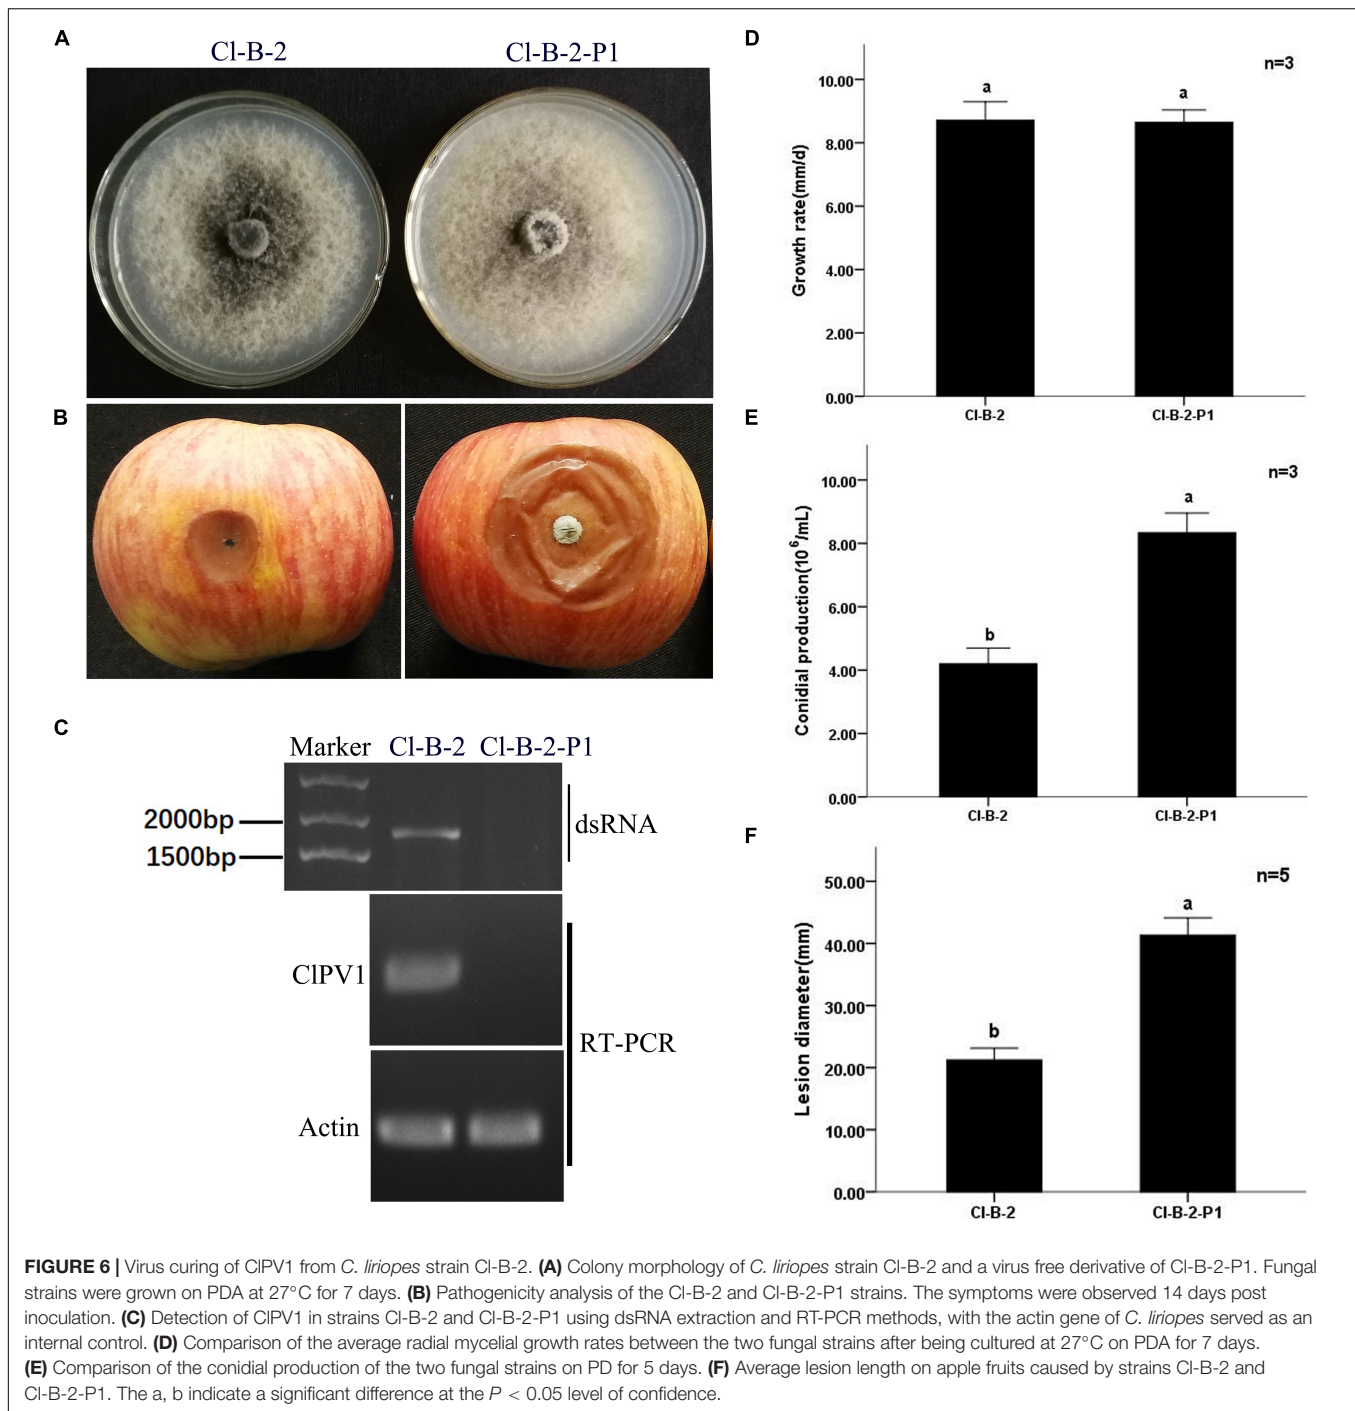 A
Cl-B-2 Cl-B-2-P1
B
C
Marker Cl-B-2 Cl-B-2-P1
2000bp
1500bp
dsRNA
ClPV1
RT-PCR
Actin
D
n=3
10.00
8.00
6.00
4.00
2.00
0.00
Growth rate(mm/d)
a a
Cl-B-2 Cl-B-2-P1
E
n=3
10.00
8.00
6.00
4.00
2.00
0.00
Conidial production(10⁶/mL)
b a
Cl-B-2 Cl-B-2-P1
F
n=5
50.00
40.00
30.00
20.00
10.00
0.00
Lesion diameter(mm)
b a
Cl-B-2 Cl-B-2-P1
FIGURE 6 | Virus curing of ClPV1 from C. liriopes strain Cl-B-2. (A) Colony morphology of C. liriopes strain Cl-B-2 and a virus free derivative of Cl-B-2-P1. Fungal
strains were grown on PDA at 27°C for 7 days. (B) Pathogenicity analysis of the Cl-B-2 and Cl-B-2-P1 strains. The symptoms were observed 14 days post
inoculation. (C) Detection of ClPV1 in strains Cl-B-2 and Cl-B-2-P1 using dsRNA extraction and RT-PCR methods, with the actin gene of C. liriopes served as an
internal control. (D) Comparison of the average radial mycelial growth rates between the two fungal strains after being cultured at 27°C on PDA for 7 days.
(E) Comparison of the conidial production of the two fungal strains on PD for 5 days. (F) Average lesion length on apple fruits caused by strains Cl-B-2 and
Cl-B-2-P1. The a, b indicate a significant difference at the P < 0.05 level of confidence.